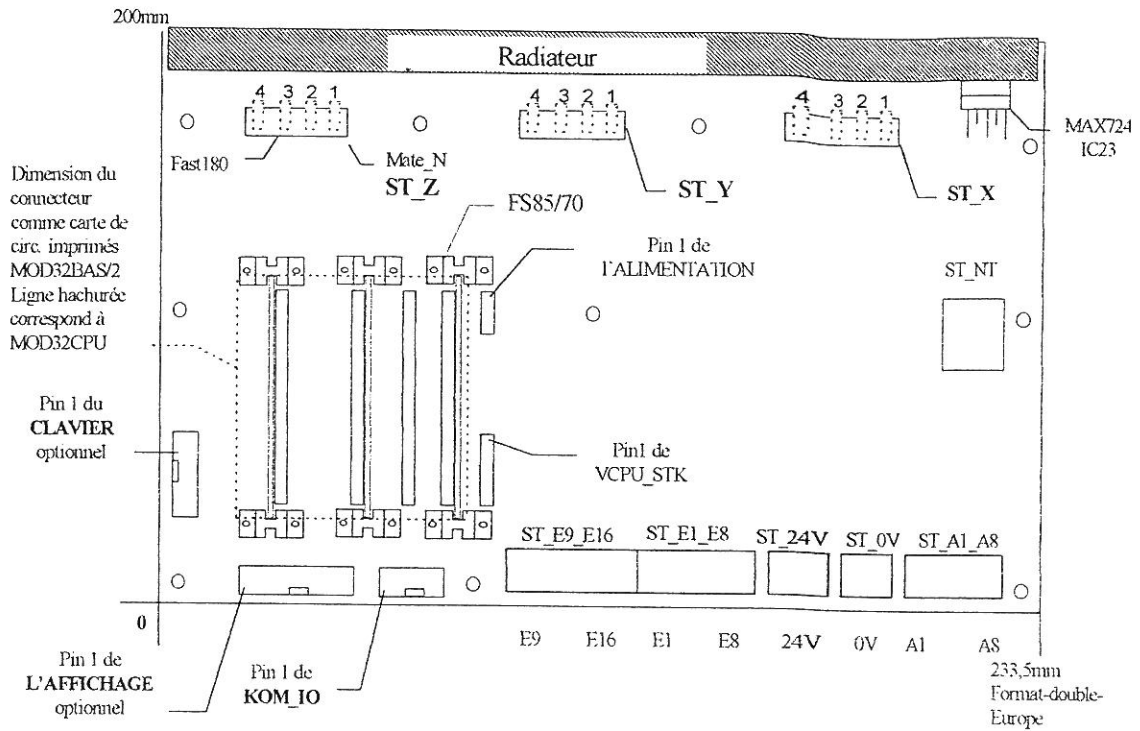 200mm
Radiateur
4 3 2 1
4 3 2 1
4 3 2 1
MAX724
IC23
Fast180
Mate_N
ST_Z
ST_Y
ST_X
Dimension du
connecteur
comme carte de
circ. imprimés
MOD32BAS/2
Ligne hachurée
correspond à
MOD32CPU
FS85/70
Pin 1 de
l'ALIMENTATION
ST_NT
Pin 1 du
CLAVIER
optionnel
Pin1 de
VCPU_STK
ST_E9_E16
ST_E1_E8
ST_24V
ST_0V
ST_A1_A8
0
E9
E16
E1
E8
24V
0V
A1
A8
Pin 1 de
L'AFFICHAGE
optionnel
Pin 1 de
KOM_IO
233,5mm
Format-double-
Europe